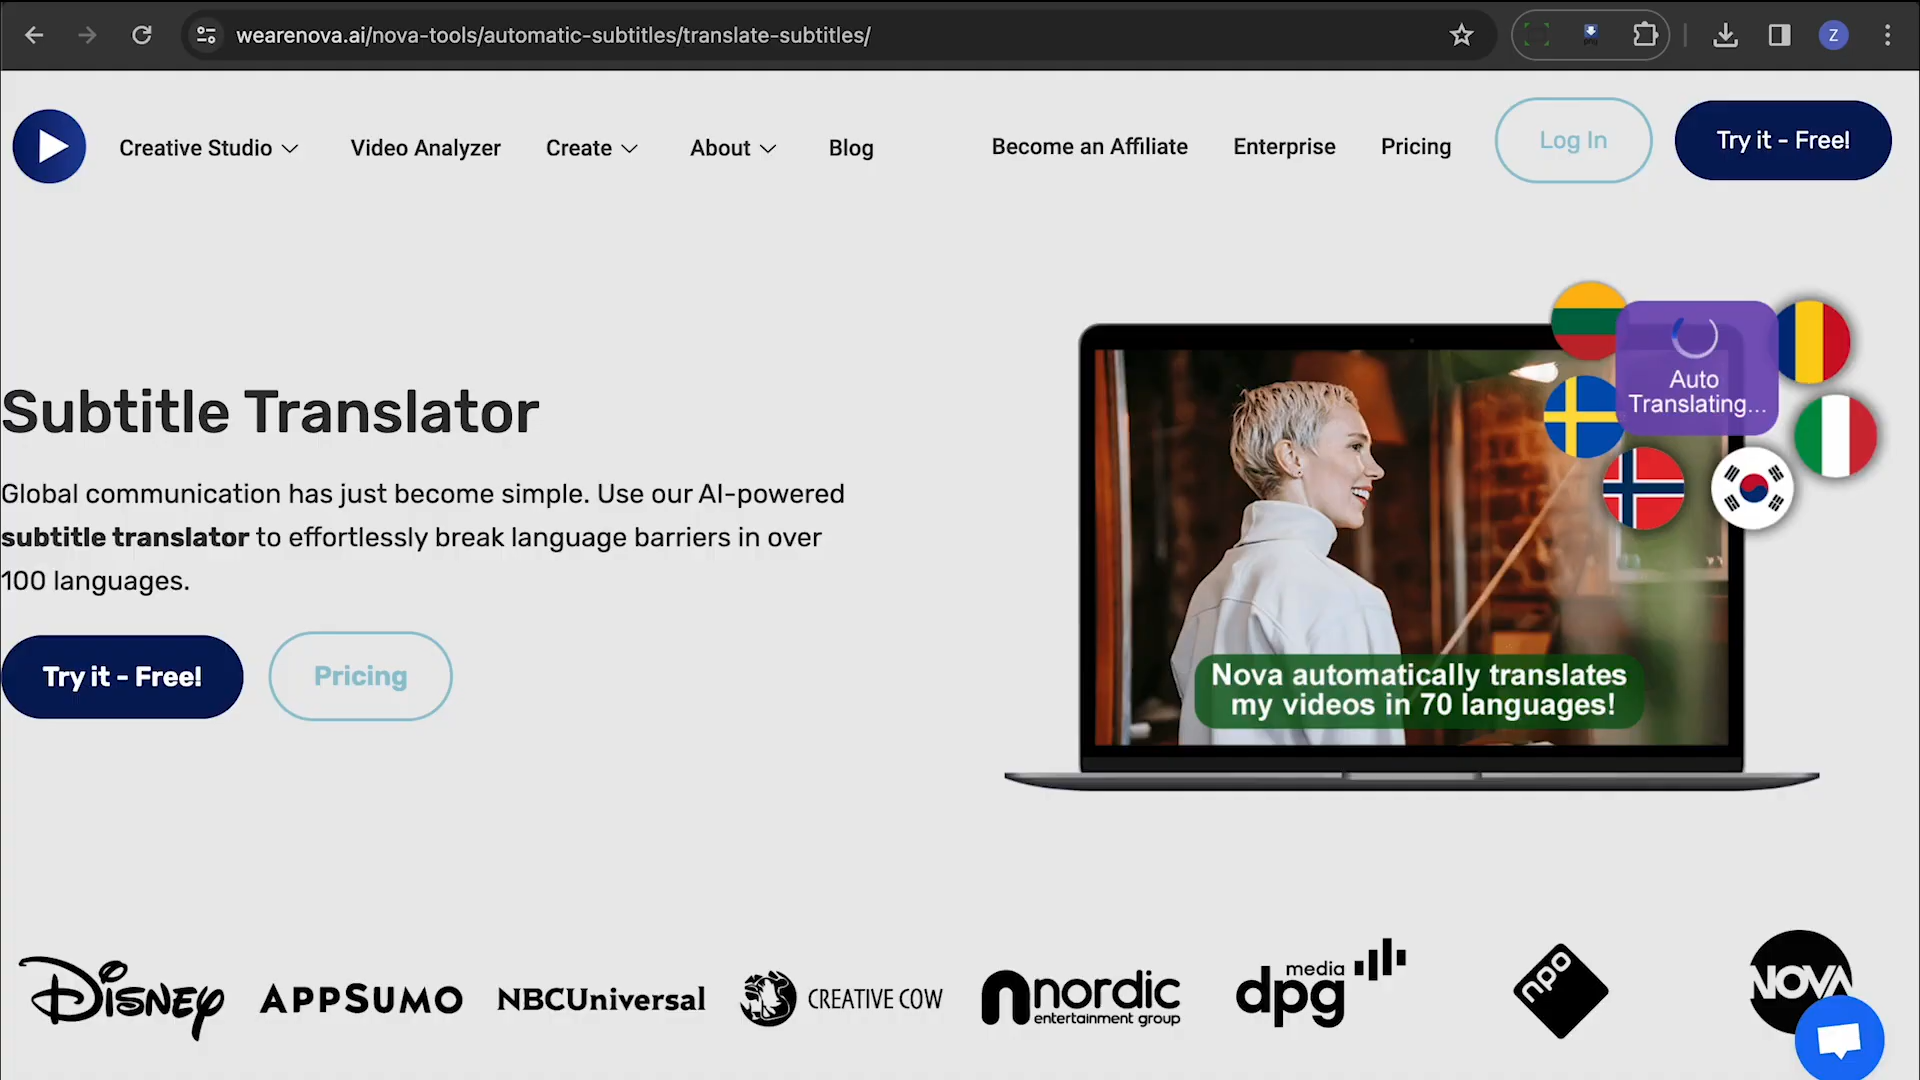 wearenova.ai/nova-tools/automatic-subtitles/translate-subtitles/
Z
Creative Studio
Video Analyzer
Create
About
Blog
Become an Affiliate
Enterprise
Pricing
Log In
Try it - Free!
Subtitle Translator
Global communication has just become simple. Use our AI-powered
subtitle translator to effortlessly break language barriers in over
100 languages.
Try it - Free!
Pricing
Auto
Translating...
Nova automatically translates
my videos in 70 languages!
Disney
APPSUMO
NBCUniversal
CREATIVE COW
nordic
entertainment group
media
dpg
npo
NOVA